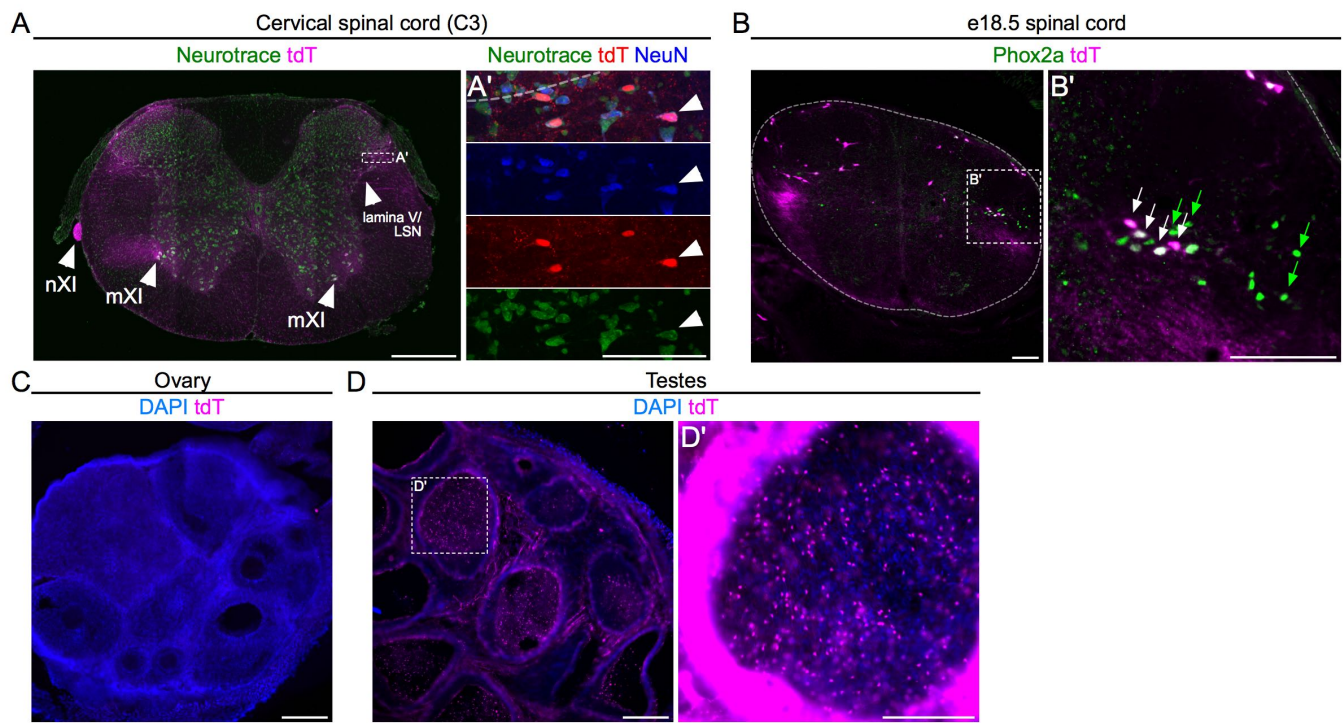 A
Cervical spinal cord (C3)
Neurotrace tdT
Neurotrace tdT NeuN
A'
A'
lamina V/
LSN
nXI
mXI
mXI
B
e18.5 spinal cord
Phox2a tdT
B'
B'
C
Ovary
DAPI tdT
D
Testes
DAPI tdT
D'
D'